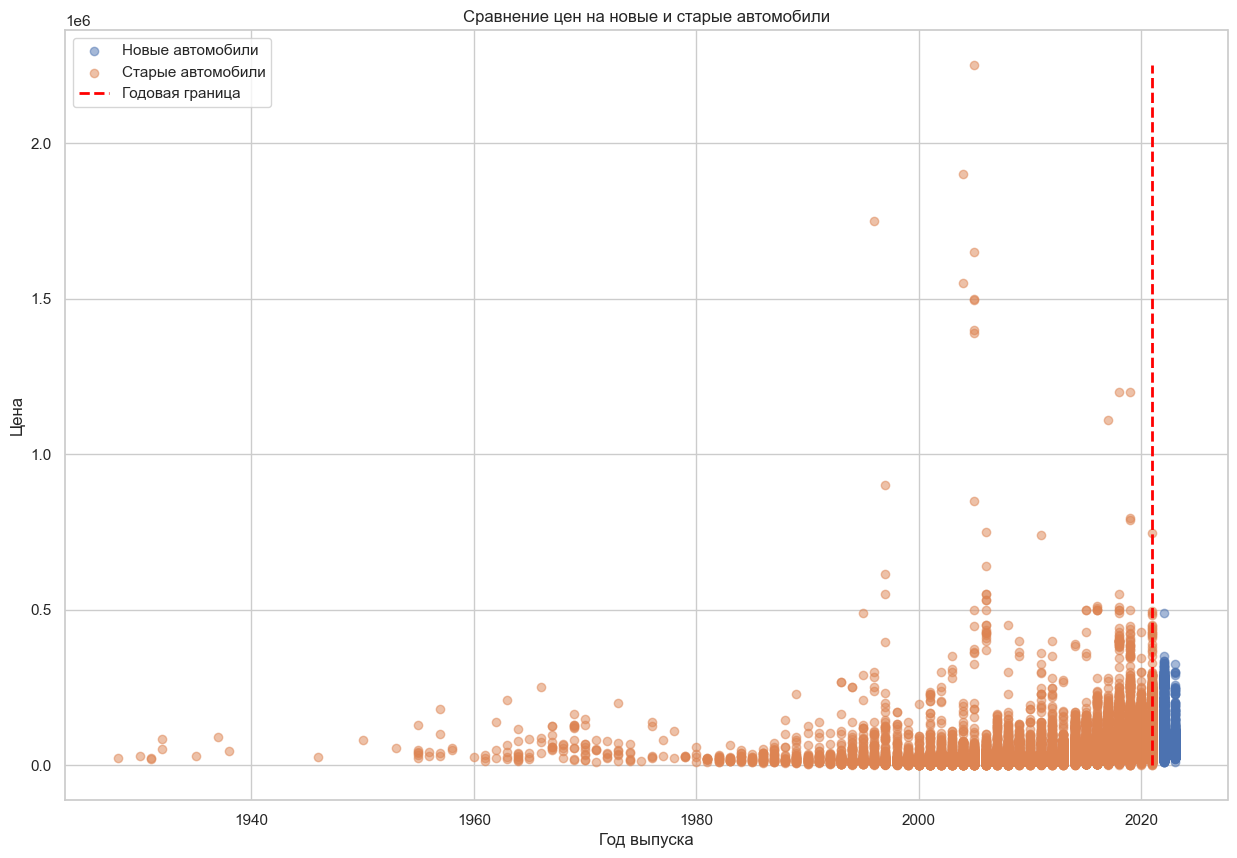 Сравнение цен на новые и старые автомобили
1e6
Новые автомобили
Старые автомобили
Годовая граница
2.0
1.5
1.0
0.5
0.0
Цена
1940
1960
1980
2000
2020
Год выпуска